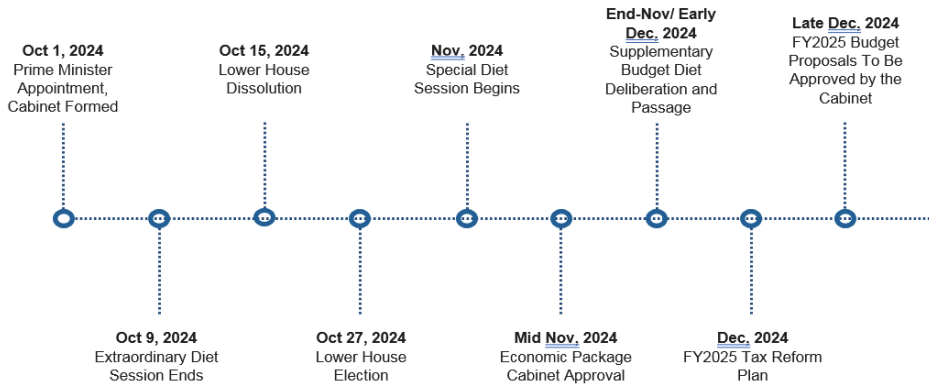 Oct 1, 2024
Prime Minister
Appointment,
Cabinet Formed
Oct 9, 2024
Extraordinary Diet
Session Ends
Oct 15, 2024
Lower House
Dissolution
Oct 27, 2024
Lower House
Election
Nov, 2024
Special Diet
Session Begins
Mid Nov, 2024
Economic Package
Cabinet Approval
End-Nov/ Early
Dec, 2024
Supplementary
Budget Diet
Deliberation and
Passage
Dec, 2024
FY2025 Tax Reform
Plan
Late Dec, 2024
FY2025 Budget
Proposals To Be
Approved by the
Cabinet